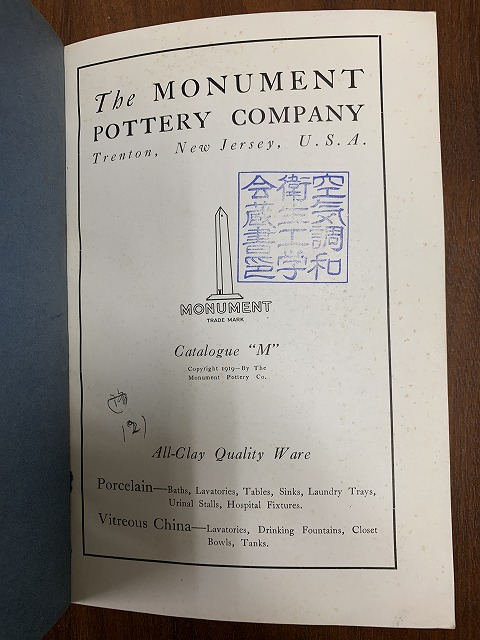 The MONUMENT
POTTERY COMPANY
Trenton, New Jersey, U.S.A.
空气調和
衛生工学
会蔵書印
MONUMENT
TRADE MARK
Catalogue "M"
Copyright 1919—By The
Monument Pottery Co.
All-Clay Quality Ware
Porcelain—Baths, Lavatories, Tables, Sinks, Laundry Trays,
Urinal Stalls, Hospital Fixtures.
Vitreous China—Lavatories, Drinking Fountains, Closet
Bowls, Tanks.